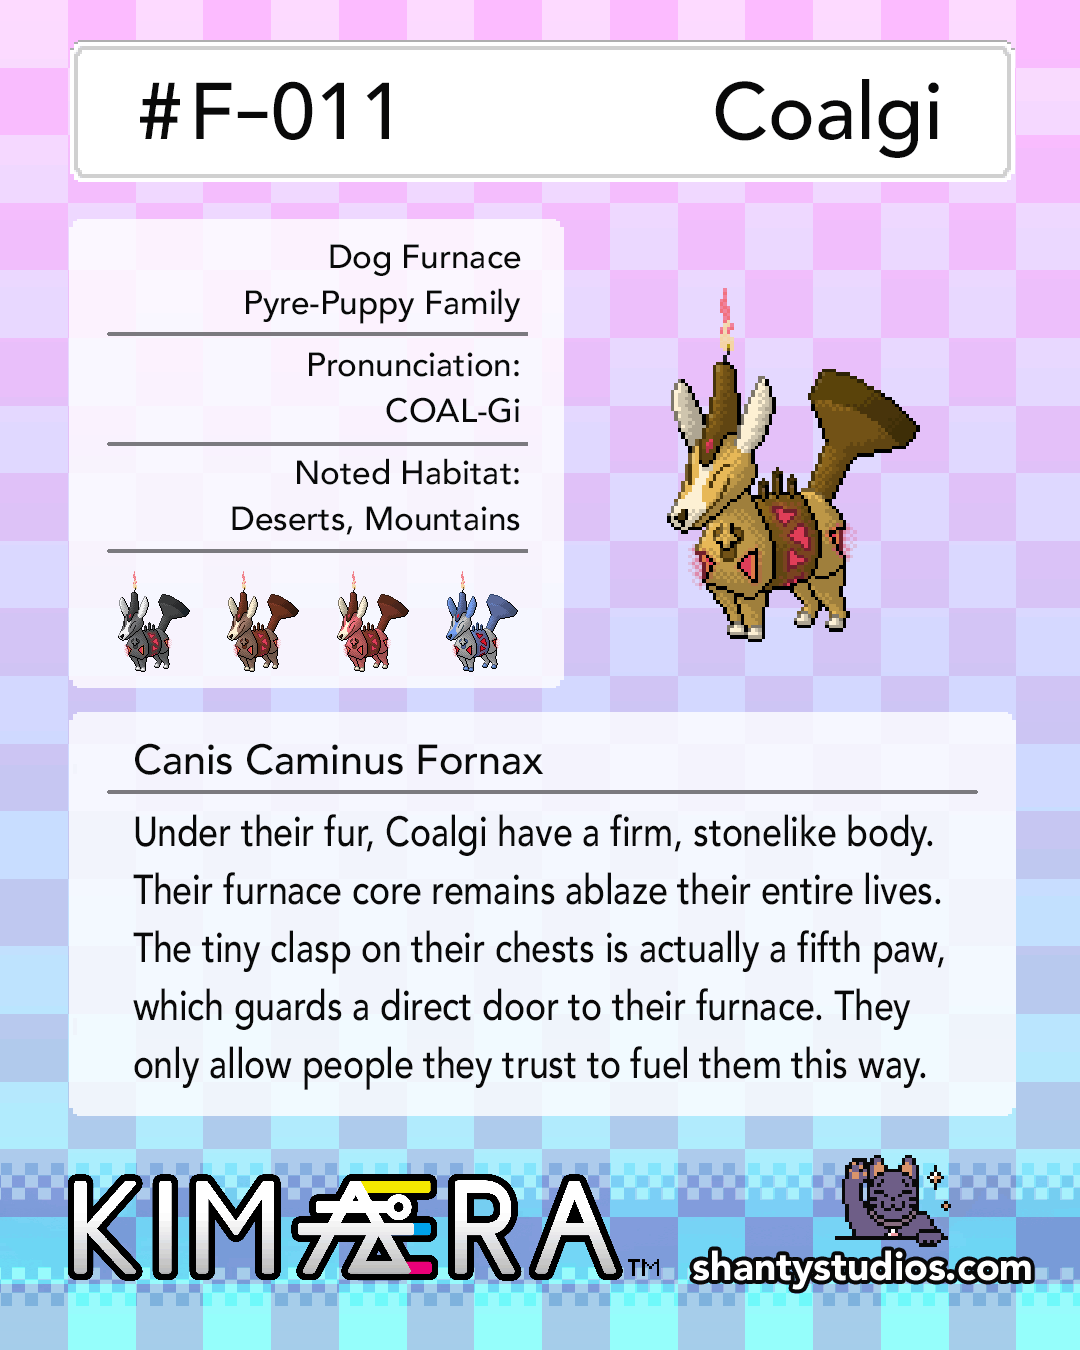 #F-011 Coalgi
Dog Furnace
Pyre-Puppy Family
Pronunciation:
COAL-Gi
Noted Habitat:
Deserts, Mountains
Canis Caminus Fornax
Under their fur, Coalgi have a firm, stonelike body.
Their furnace core remains ablaze their entire lives.
The tiny clasp on their chests is actually a fifth paw,
which guards a direct door to their furnace. They
only allow people they trust to fuel them this way.
KIMÆRA™
shantystudios.com